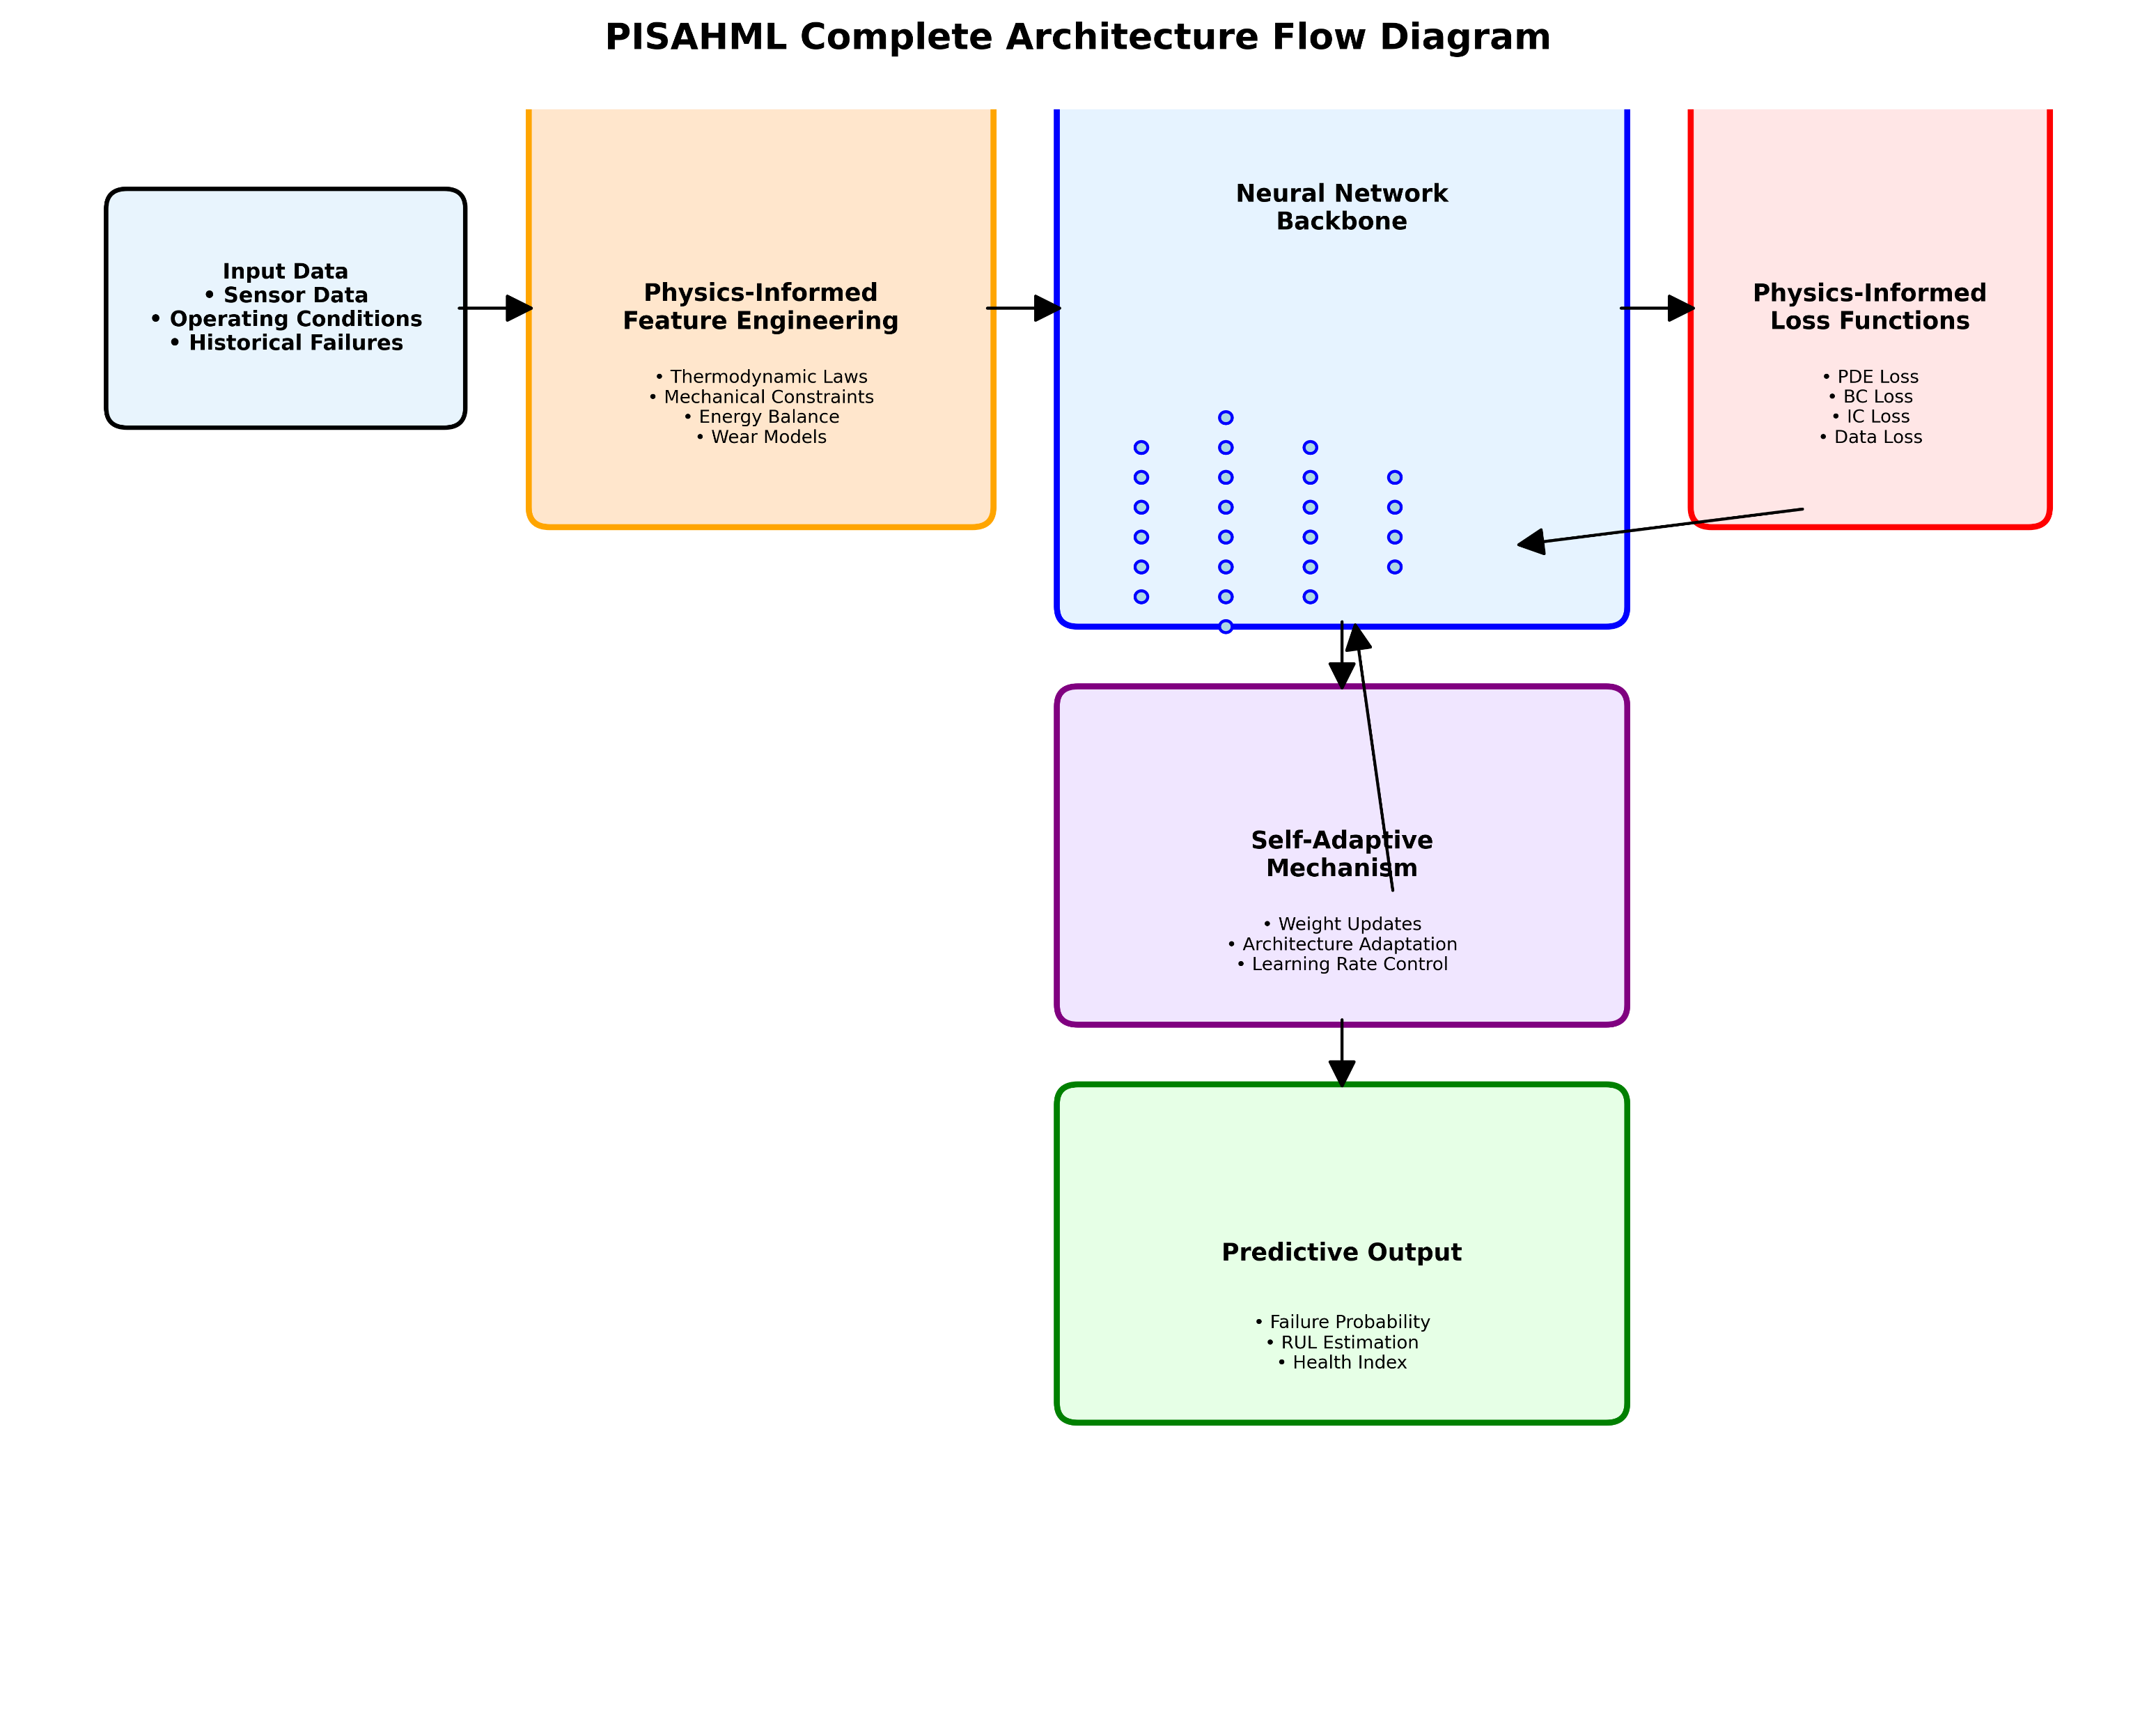 PISAHML Complete Architecture Flow Diagram
Input Data
• Sensor Data
• Operating Conditions
• Historical Failures
Physics-Informed
Feature Engineering
• Thermodynamic Laws
• Mechanical Constraints
• Energy Balance
• Wear Models
Neural Network
Backbone
Physics-Informed
Loss Functions
• PDE Loss
• BC Loss
• IC Loss
• Data Loss
Self-Adaptive
Mechanism
• Weight Updates
• Architecture Adaptation
• Learning Rate Control
Predictive Output
• Failure Probability
• RUL Estimation
• Health Index